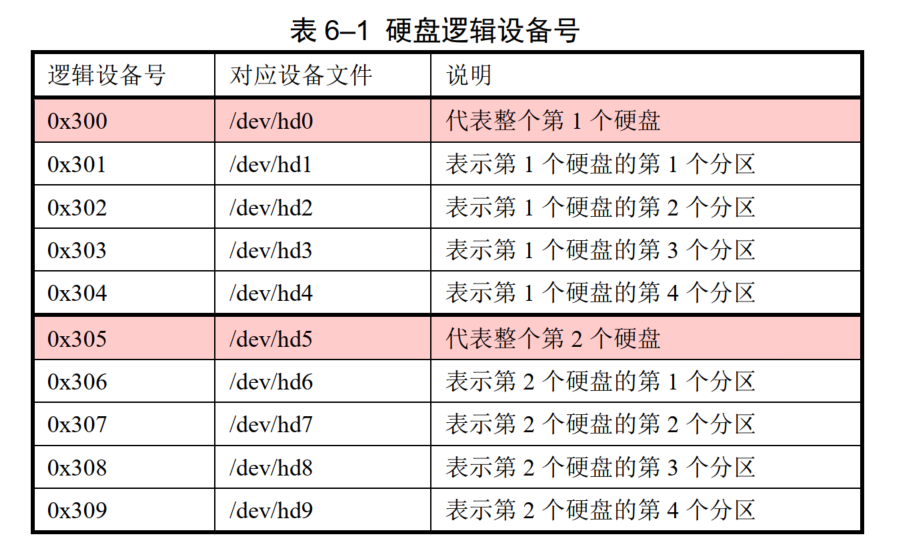 表 6–1 硬盘逻辑设备号
逻辑设备号 对应设备文件 说明
0x300 /dev/hd0 代表整个第 1 个硬盘
0x301 /dev/hd1 表示第 1 个硬盘的第 1 个分区
0x302 /dev/hd2 表示第 1 个硬盘的第 2 个分区
0x303 /dev/hd3 表示第 1 个硬盘的第 3 个分区
0x304 /dev/hd4 表示第 1 个硬盘的第 4 个分区
0x305 /dev/hd5 代表整个第 2 个硬盘
0x306 /dev/hd6 表示第 2 个硬盘的第 1 个分区
0x307 /dev/hd7 表示第 2 个硬盘的第 2 个分区
0x308 /dev/hd8 表示第 2 个硬盘的第 3 个分区
0x309 /dev/hd9 表示第 2 个硬盘的第 4 个分区